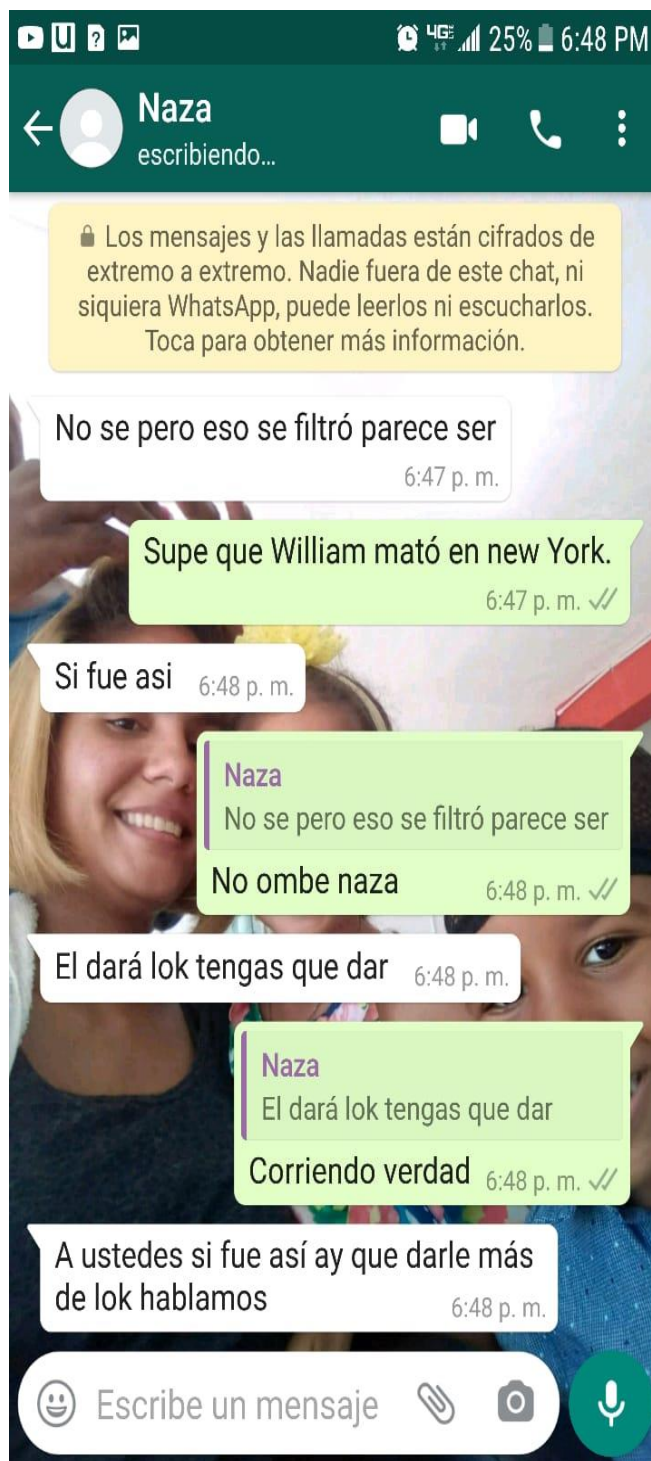 U ? 4GE 25% 6:48 PM
Naza
escribiendo...
Los mensajes y las llamadas están cifrados de
extremo a extremo. Nadie fuera de este chat, ni
siquiera WhatsApp, puede leerlos ni escucharlos.
Toca para obtener más información.
No se pero eso se filtró parece ser
6:47 p. m.
Supe que William mató en new York.
6:47 p. m.
Si fue asi 6:48 p. m.
Naza
No se pero eso se filtró parece ser
No ombe naza 6:48 p. m.
El dará lok tengas que dar 6:48 p. m.
Naza
El dará lok tengas que dar
Corriendo verdad 6:48 p. m.
A ustedes si fue así ay que darle más
de lok hablamos 6:48 p. m.
Escribe un mensaje